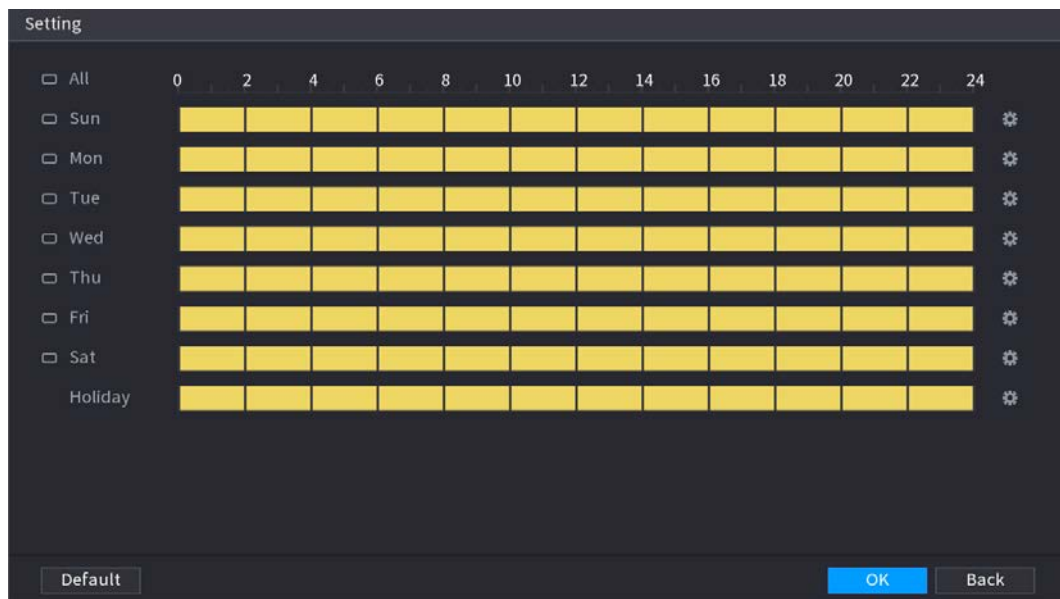 Setting
All 0 2 4 6 8 10 12 14 16 18 20 22 24
Sun
Mon
Tue
Wed
Thu
Fri
Sat
Holiday
Default OK Back